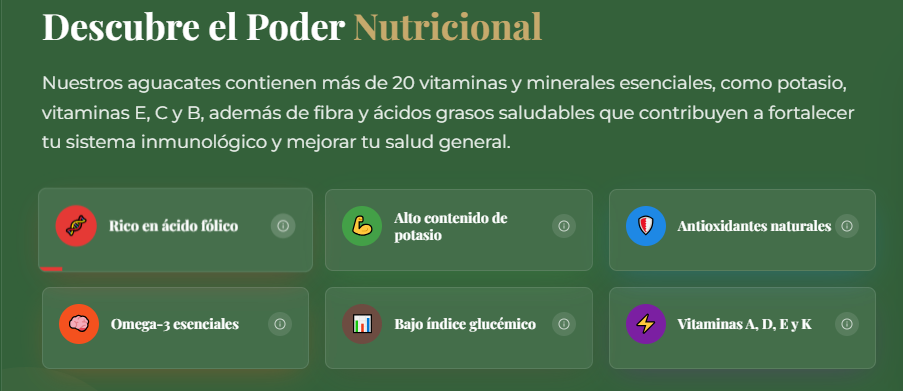 Descubre el Poder Nutricional
Nuestros aguacates contienen más de 20 vitaminas y minerales esenciales, como potasio,
vitaminas E, C y B, además de fibra y ácidos grasos saludables que contribuyen a fortalecer
tu sistema inmunológico y mejorar tu salud general.
Rico en ácido fólico
Alto contenido de
potasio
Antioxidantes naturales
Omega-3 esenciales
Bajo índice glucémico
Vitaminas A, D, E y K